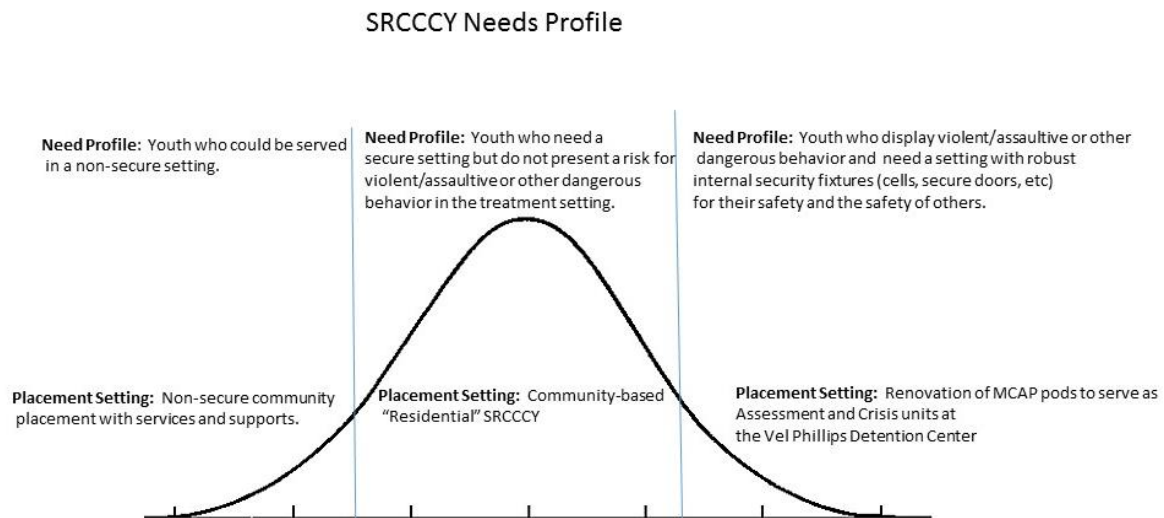 SRCCCY Needs Profile
Need Profile: Youth who could be served
in a non-secure setting.
Need Profile: Youth who need a
secure setting but do not present a risk for
violent/assaultive or other dangerous
behavior in the treatment setting.
Need Profile: Youth who display violent/assaultive or other
dangerous behavior and need a setting with robust
internal security fixtures (cells, secure doors, etc)
for their safety and the safety of others.
Placement Setting: Non-secure community
placement with services and supports.
Placement Setting: Community-based
"Residential" SRCCCY
Placement Setting: Renovation of MCAP pods to serve as
Assessment and Crisis units at
the Vel Phillips Detention Center